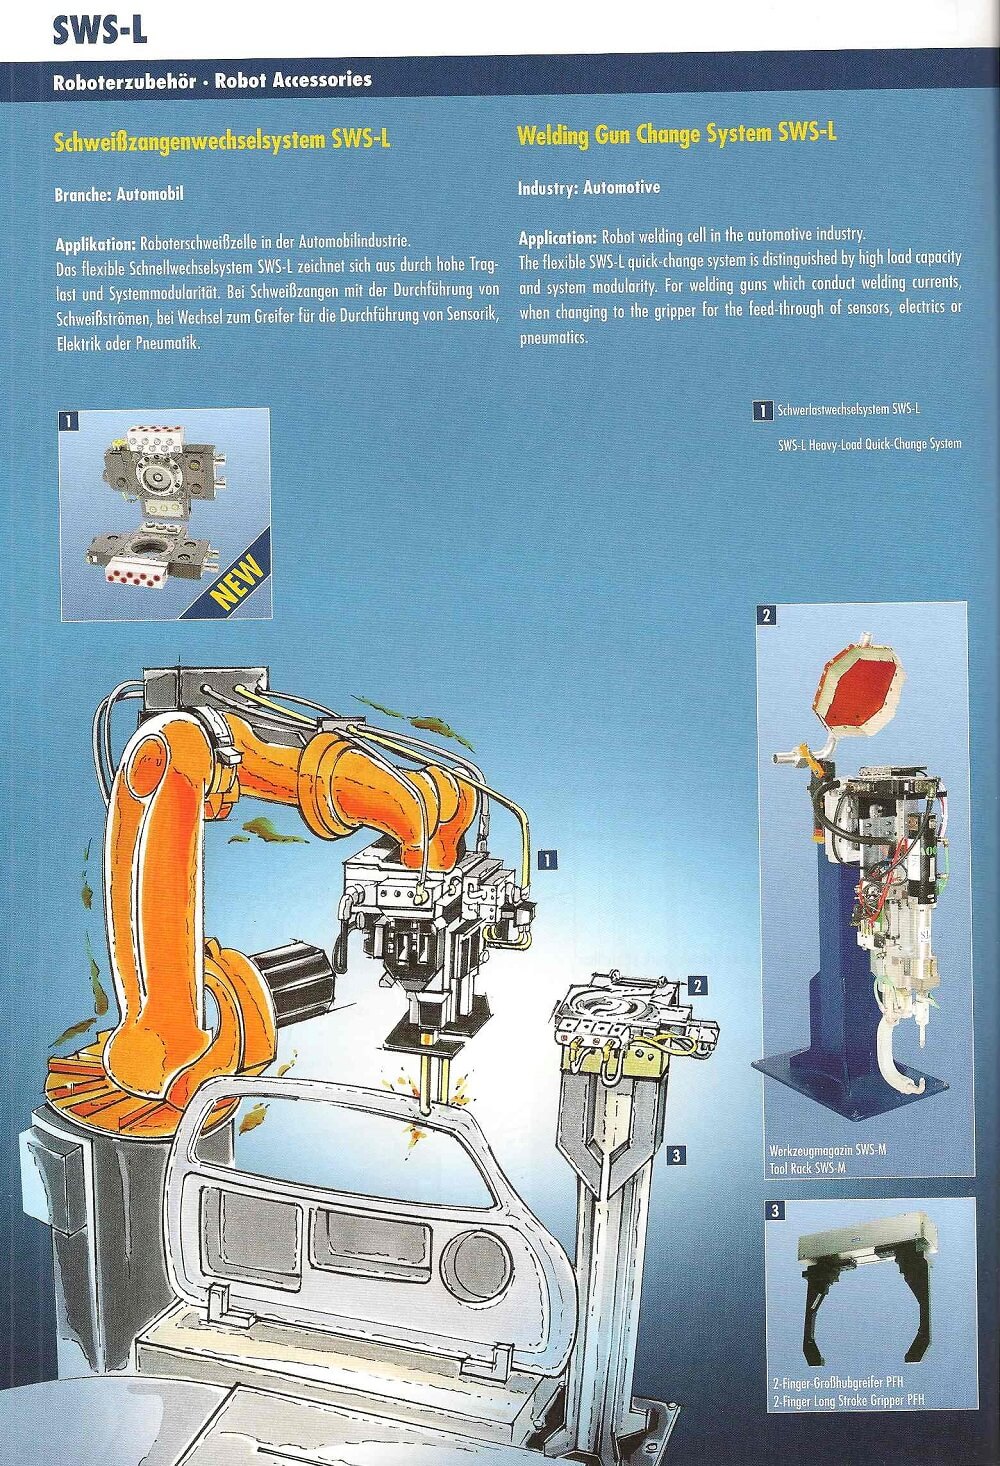 SWS-L
Roboterzubehör · Robot Accessories
Schweißzangenwechselsystem SWS-L
Branche: Automobil
Applikation: Roboterschweißzelle in der Automobilindustrie.
Das flexible Schnellwechselsystem SWS-L zeichnet sich aus durch hohe Trag-
last und Systemmodularität. Bei Schweißzangen mit der Durchführung von
Schweißströmen, bei Wechsel zum Greifer für die Durchführung von Sensorik,
Elektrik oder Pneumatik.
Welding Gun Change System SWS-L
Industry: Automotive
Application: Robot welding cell in the automotive industry.
The flexible SWS-L quick-change system is distinguished by high load capacity
and system modularity. For welding guns which conduct welding currents,
when changing to the gripper for the feed-through of sensors, electrics or
pneumatics.
1
NEW
1 Schwerlastwechselsystem SWS-L
SWS-L Heavy-Load Quick-Change System
1
2
3
2
Werkzeugmagazin SWS-M
Tool Rack SWS-M
3
2-Finger-Großhubgreifer PFH
2-Finger Long Stroke Gripper PFH